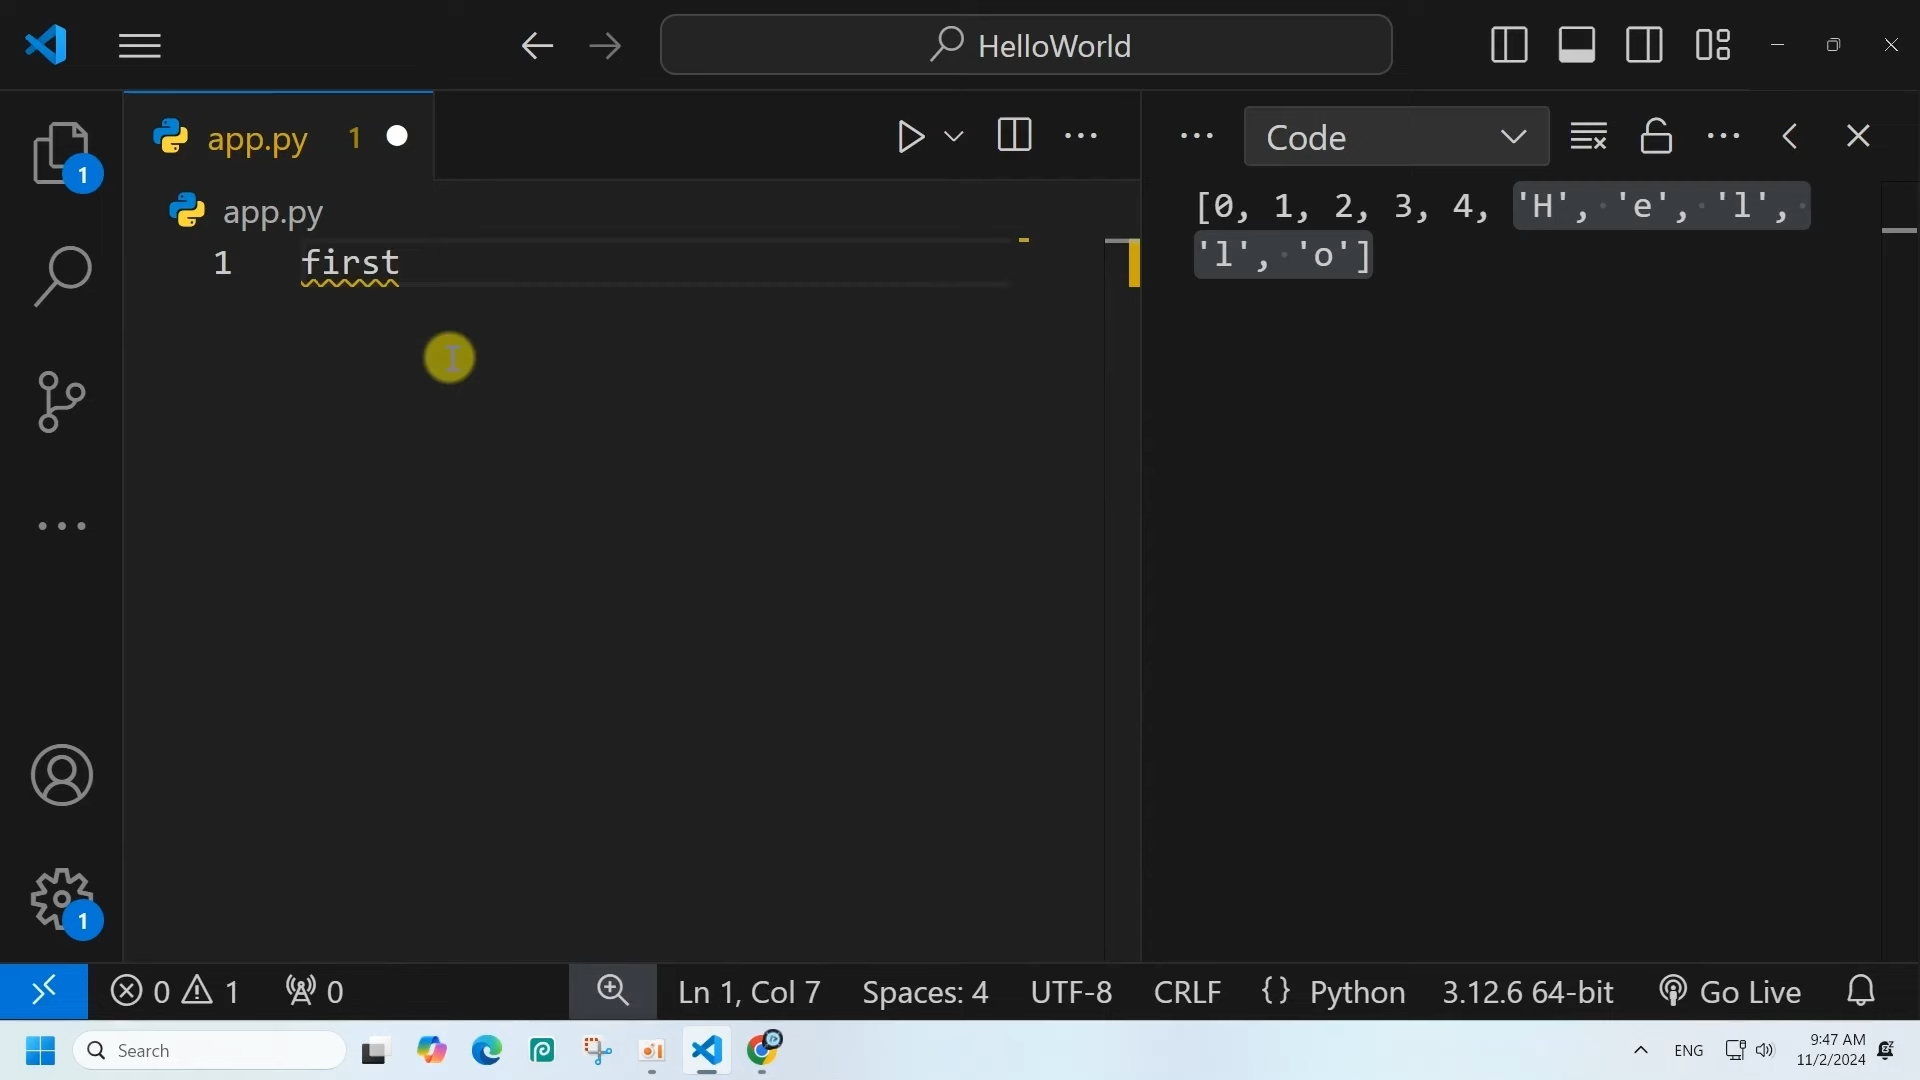 HelloWorld
app.py 1
Code
app.py
1 first
[0, 1, 2, 3, 4, 'H', 'e', 'l',
'l', 'o']
1
1
0 1 0
Ln 1, Col 7 Spaces: 4 UTF-8 CRLF {} Python 3.12.6 64-bit Go Live
Search
ENG
9:47 AM
11/2/2024